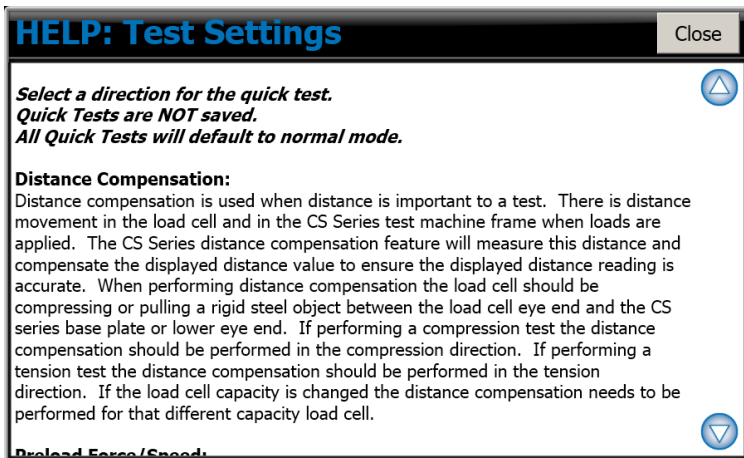 HELP: Test Settings
Close
Select a direction for the quick test.
Quick Tests are NOT saved.
All Quick Tests will default to normal mode.
Distance Compensation:
Distance compensation is used when distance is important to a test.  There is distance
movement in the load cell and in the CS Series test machine frame when loads are
applied.  The CS Series distance compensation feature will measure this distance and
compensate the displayed distance value to ensure the displayed distance reading is
accurate.  When performing distance compensation the load cell should be
compressing or pulling a rigid steel object between the load cell eye end and the CS
series base plate or lower eye end.  If performing a compression test the distance
compensation should be performed in the compression direction.  If performing a
tension test the distance compensation should be performed in the tension
direction.  If the load cell capacity is changed the distance compensation needs to be
performed for that different capacity load cell.
Preload Force/Speed: